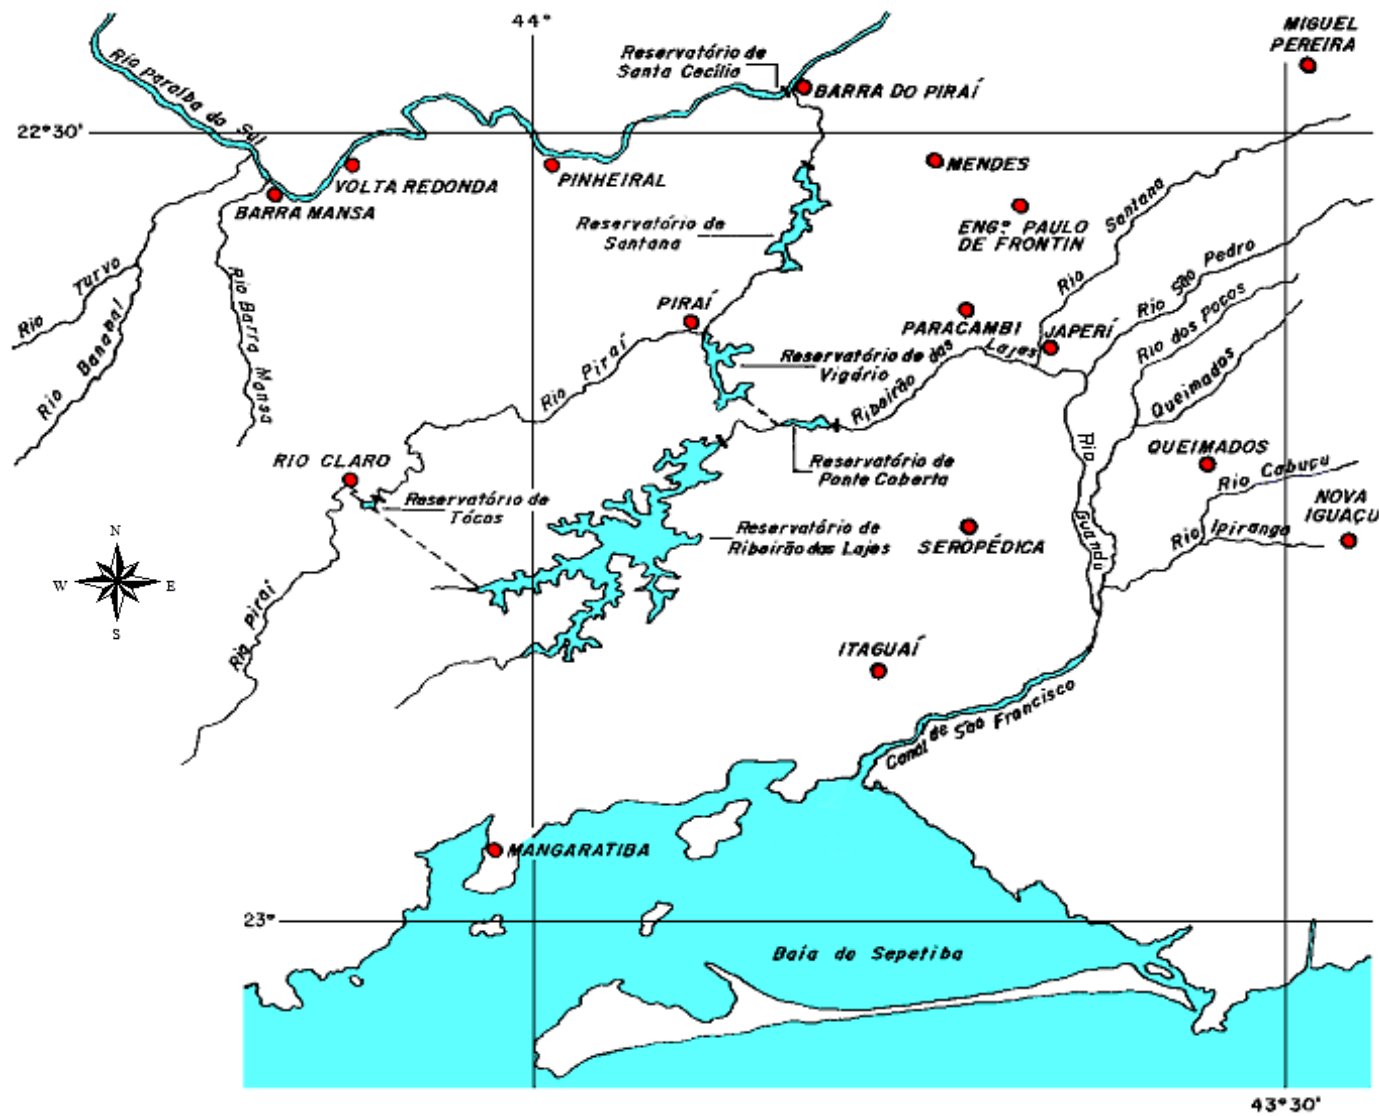 44°
MIGUEL
PEREIRA
Reservatório de
Santa Cecília
Rio paraíba do Sul
BARRA DO PIRAÍ
22°30'
MENDES
VOLTA REDONDA
PINHEIRAL
BARRA MANSA
Rio Santana
ENGº. PAULO
DE FRONTIN
Reservatório de
Santana
Rio São Pedro
Rio Turvo
Rio Bananal
Rio Barra Mansa
PIRAÍ
PARACAMBI
JAPERÍ
Rio dos Poços
Rio Piraí
Reservatório de
Vigário
Ribeirão das Lajes
Queimados
Rio Guandu
RIO CLARO
Reservatório de
Ponte Coberta
QUEIMADOS
Rio Cabuçu
Reservatório de
Tócos
NOVA
IGUAÇU
Reservatório de
Ribeirão das Lajes
SEROPÉDICA
Rio Ipiranga
N
W
E
S
Rio Piraí
ITAGUAÍ
Canal de São Francisco
MANGARATIBA
23°
Baía de Sepetiba
43°30'